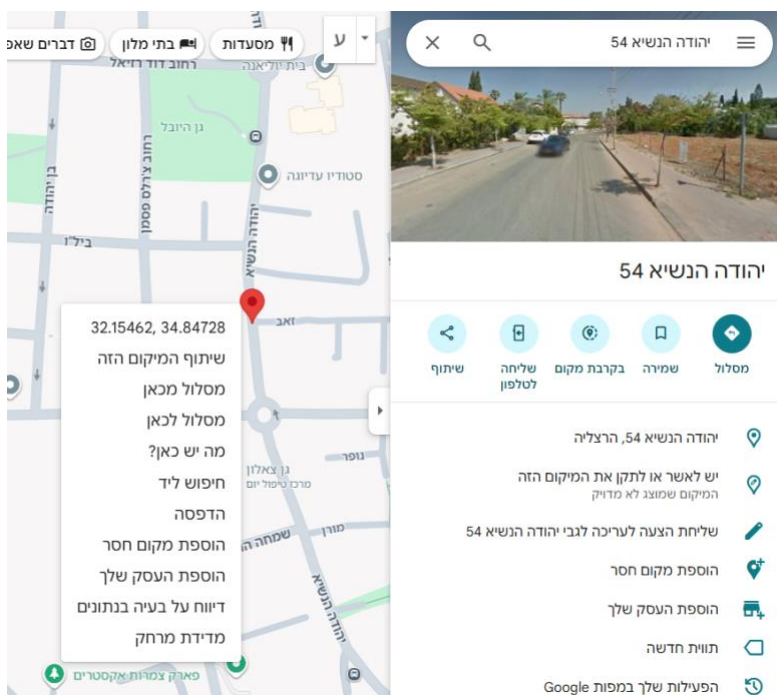 יהודה הנשיא 54
יהודה הנשיא 54
מסלול
שמירה
בקרבת מקום
שליחה
לטלפון
שיתוף
יהודה הנשיא 54, הרצליה
יש לאשר או לתקן את המיקום הזה
המיקום שמוצג לא מדויק
שליחת הצעה לעריכה לגבי יהודה הנשיא 54
הוספת מקום חסר
הוספת העסק שלך
תווית חדשה
הפעילות שלך במפות Google
ע
מסעדות
בתי מלון
דברים שאפ
רחוב דוד רזיאל
בית יוליאנה
גן היובל
סטודיו עדיוגה
רחוב צרלס פסמן
בן יהודה
יהודה הנשיא
ביל"ו
זאב
32.15462, 34.84728
שיתוף המיקום הזה
מסלול מכאן
מסלול לכאן
מה יש כאן?
חיפוש ליד
הדפסה
הוספת מקום חסר
הוספת העסק שלך
דיווח על בעיה בנתונים
מדידת מרחק
גן צאלון
מרכז טיפול יום
נופר
מורן
שמחה
יהודה הנשיא
פארק צמרות אקסטרים